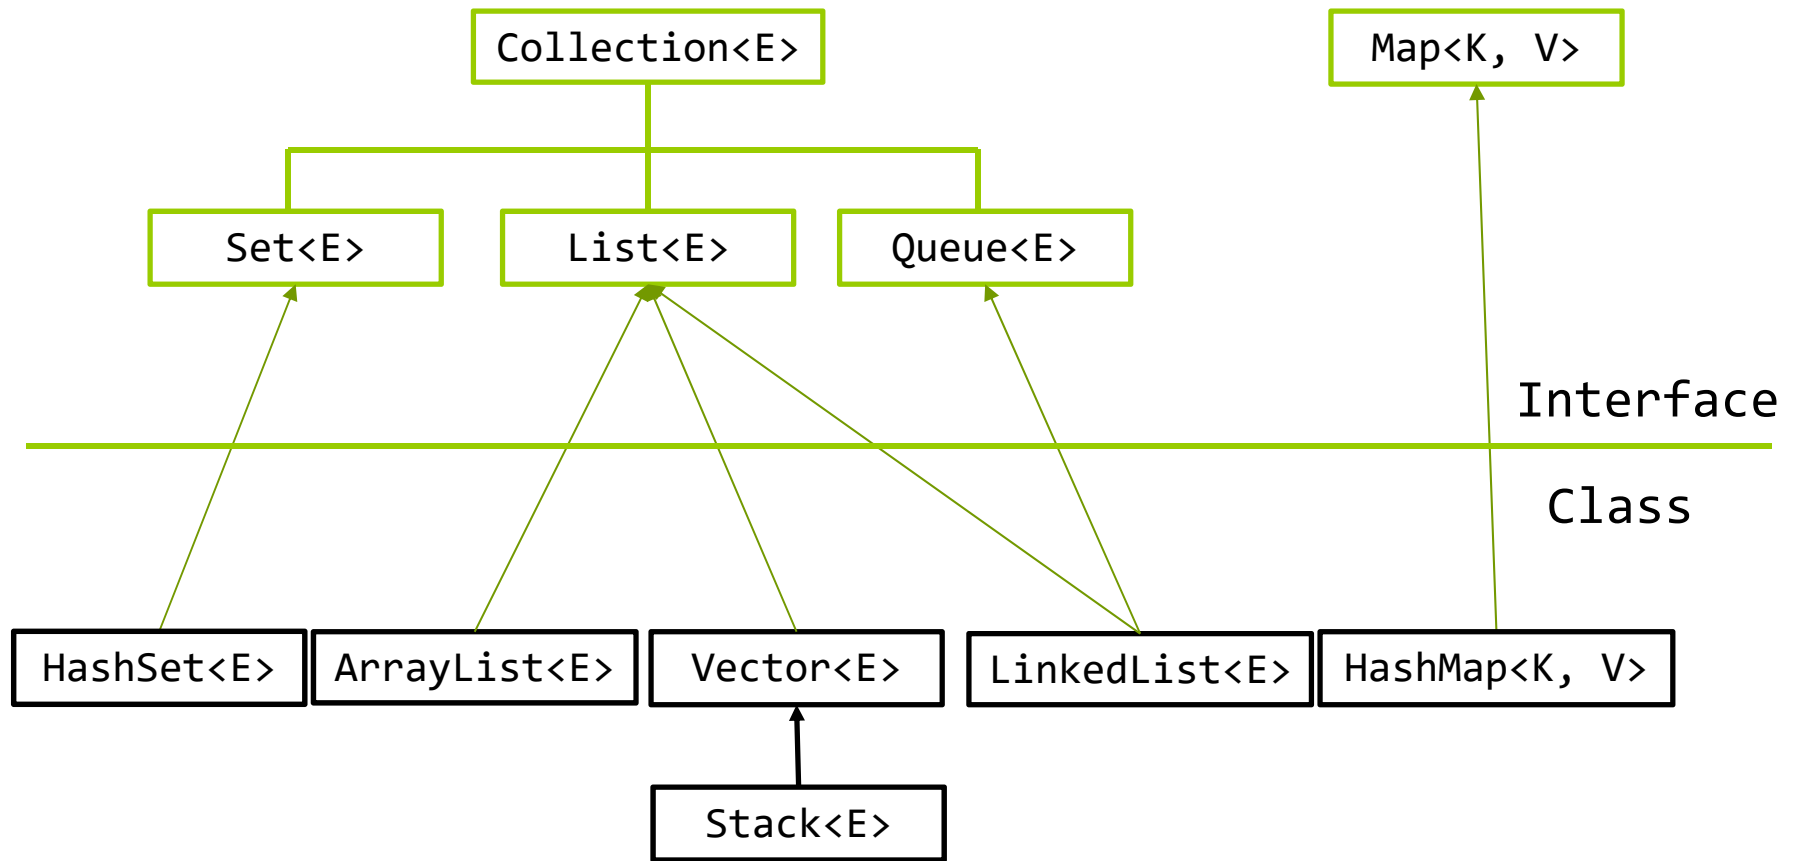 Collection<E>
Map<K, V>
Set<E>
List<E>
Queue<E>
Interface
Class
HashSet<E>
ArrayList<E>
Vector<E>
LinkedList<E>
HashMap<K, V>
Stack<E>